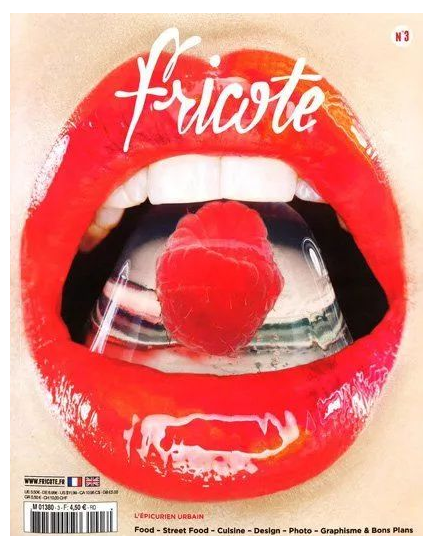 N°3
fricote
WWW.FRICOTE.FR
M 01380 - 3 - F: 4,50 € - RD
L'ÉPICURIEN URBAIN
Food – Street Food – Cuisine – Design – Photo – Graphisme & Bons Plans